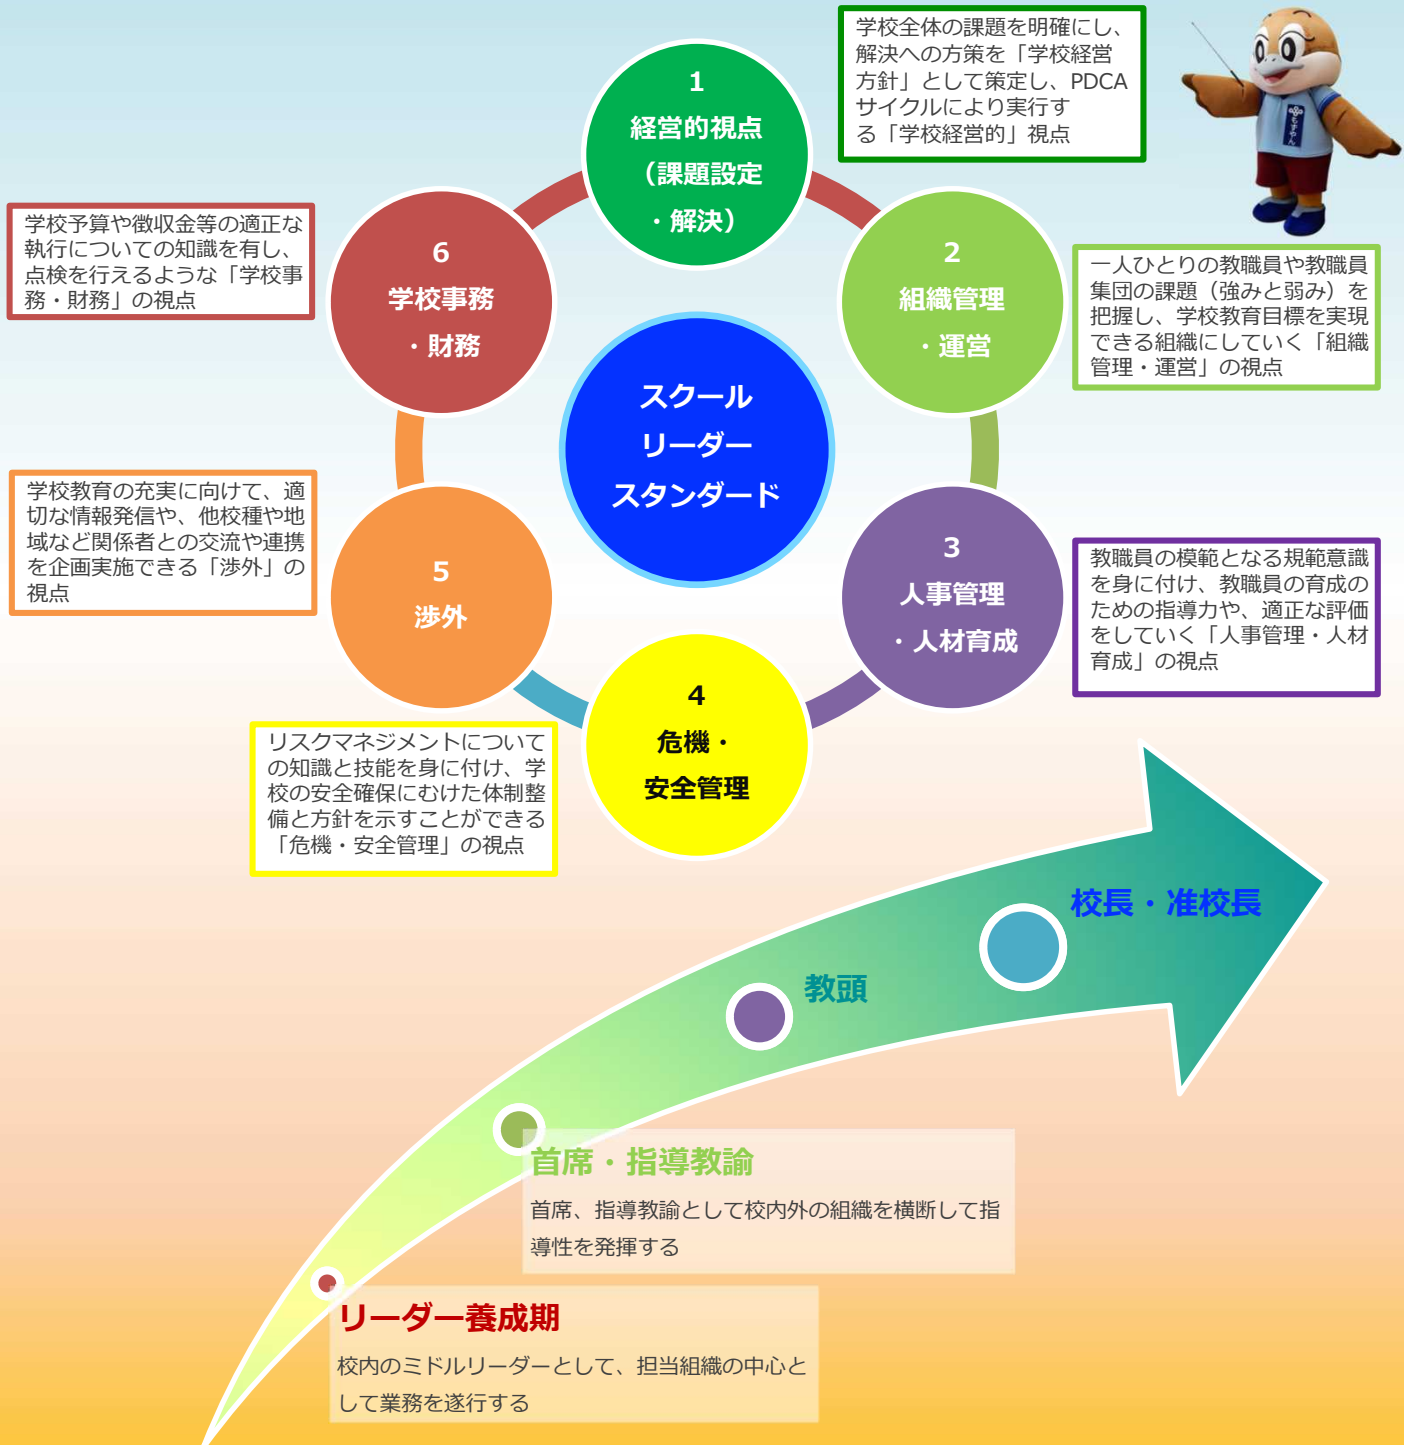 1
経営的視点
（課題設定
・解決）
学校全体の課題を明確にし、
解決への方策を「学校経営
方針」として策定し、PDCA
サイクルにより実行す
る「学校経営的」視点
もずやん
2
組織管理
・運営
一人ひとりの教職員や教職員
集団の課題（強みと弱み）を
把握し、学校教育目標を実現
できる組織にしていく「組織
管理・運営」の視点
3
人事管理
・人材育成
教職員の模範となる規範意識
を身に付け、教職員の育成の
ための指導力や、適正な評価
をしていく「人事管理・人材
育成」の視点
4
危機・
安全管理
リスクマネジメントについて
の知識と技能を身に付け、学
校の安全確保にむけた体制整
備と方針を示すことができる
「危機・安全管理」の視点
5
渉外
学校教育の充実に向けて、適
切な情報発信や、他校種や地
域など関係者との交流や連携
を企画実施できる「渉外」の
視点
6
学校事務
・財務
学校予算や徴収金等の適正な
執行についての知識を有し、
点検を行えるような「学校事
務・財務」の視点
スクール
リーダー
スタンダード
校長・准校長
教頭
首席・指導教諭
首席、指導教諭として校内外の組織を横断して指
導性を発揮する
リーダー養成期
校内のミドルリーダーとして、担当組織の中心と
して業務を遂行する